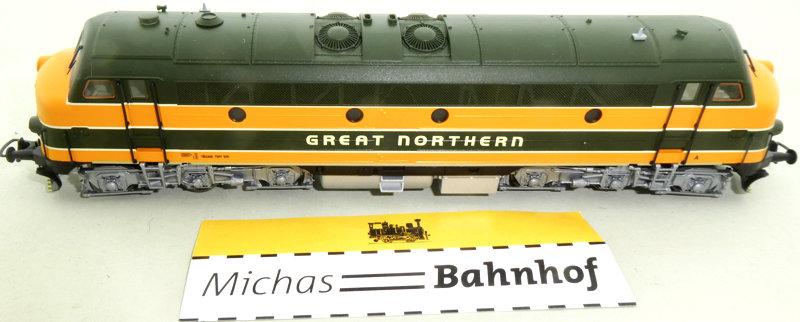 GREAT NORTHERN
A
Michas Bahnhof